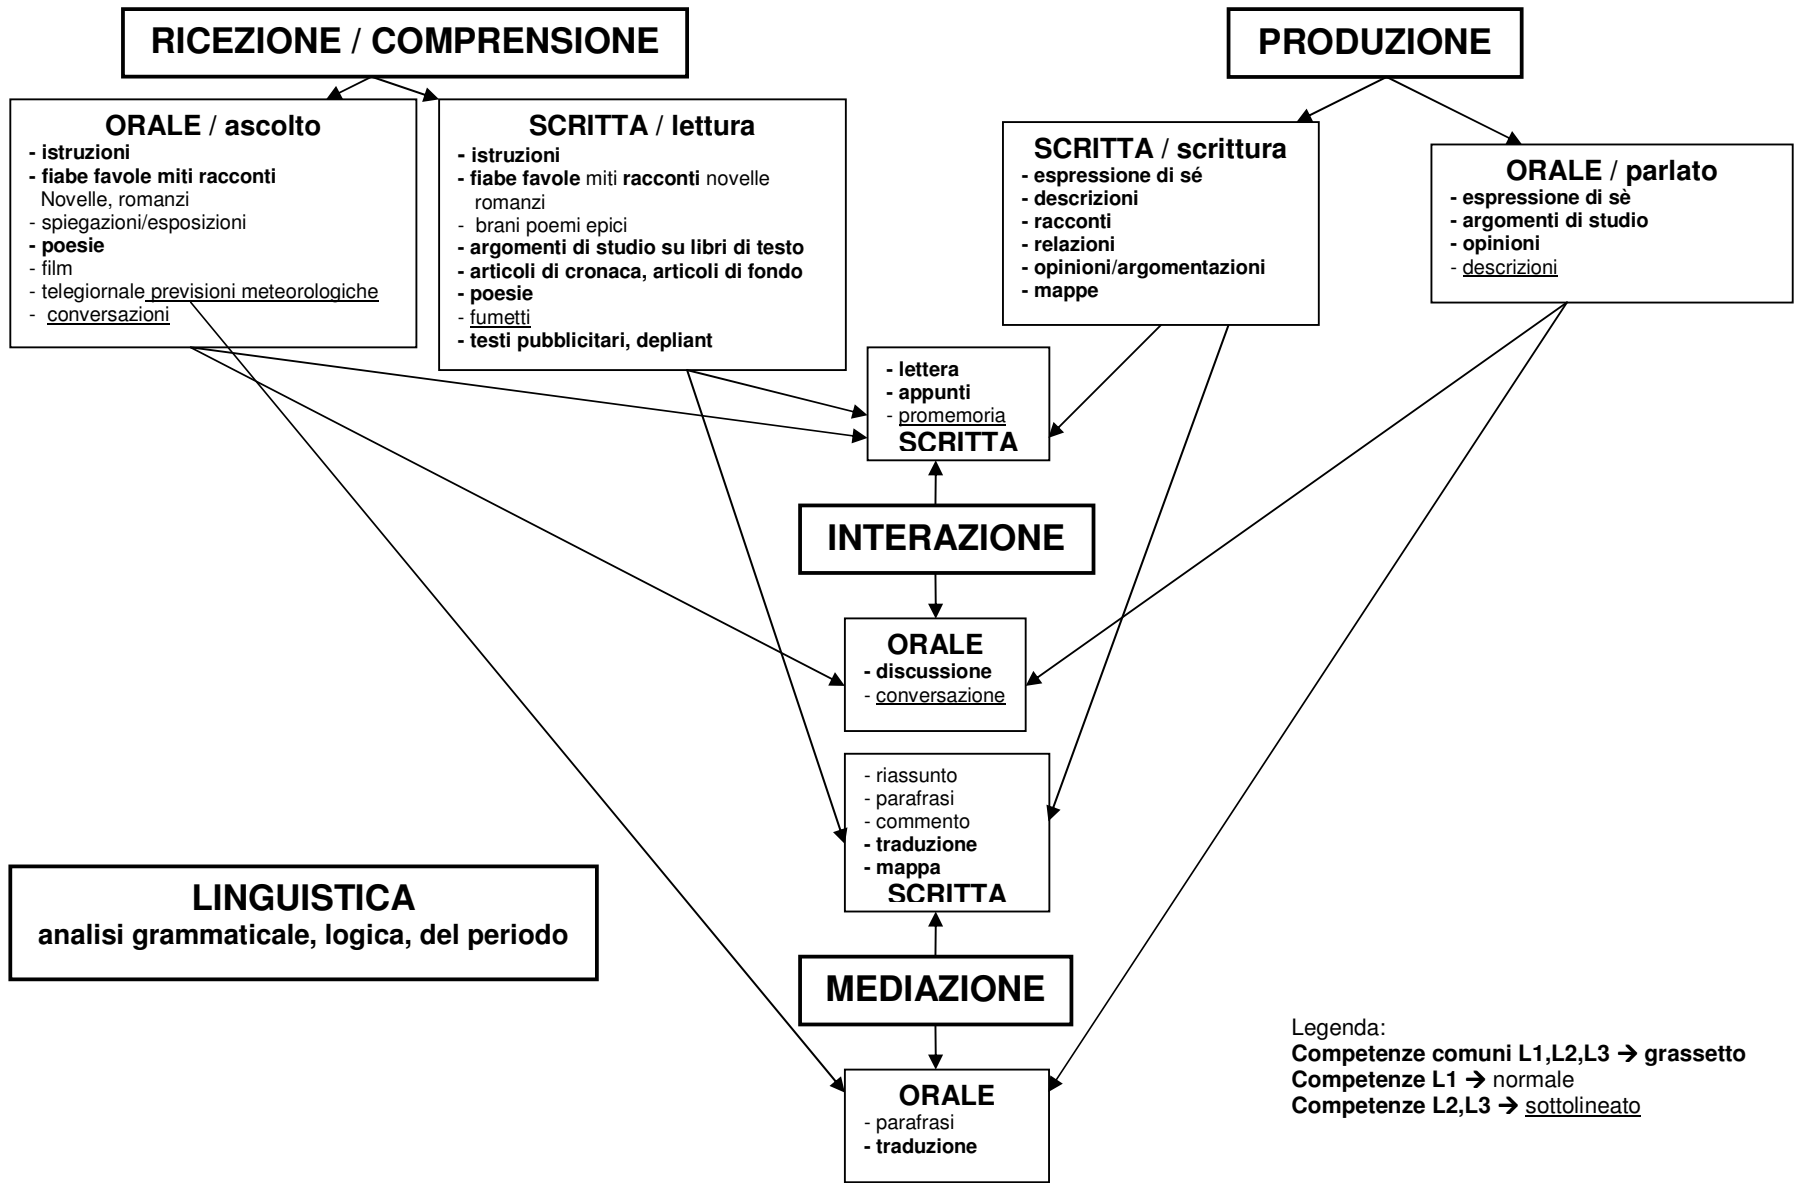 RICEZIONE / COMPRENSIONE
PRODUZIONE
ORALE / ascolto
- istruzioni
- fiabe favole miti racconti
Novelle, romanzi
- spiegazioni/esposizioni
- poesie
- film
- telegiornale previsioni meteorologiche
- conversazioni
SCRITTA / lettura
- istruzioni
- fiabe favole miti racconti novelle
romanzi
- brani poemi epici
- argomenti di studio su libri di testo
- articoli di cronaca, articoli di fondo
- poesie
- fumetti
- testi pubblicitari, depliant
SCRITTA / scrittura
- espressione di sé
- descrizioni
- racconti
- relazioni
- opinioni/argomentazioni
- mappe
ORALE / parlato
- espressione di sè
- argomenti di studio
- opinioni
- descrizioni
- lettera
- appunti
- promemoria
SCRITTA
INTERAZIONE
ORALE
- discussione
- conversazione
- riassunto
- parafrasi
- commento
- traduzione
- mappa
SCRITTA
LINGUISTICA
analisi grammaticale, logica, del periodo
MEDIAZIONE
ORALE
- parafrasi
- traduzione
Legenda:
Competenze comuni L1,L2,L3 → grassetto
Competenze L1 → normale
Competenze L2,L3 → sottolineato